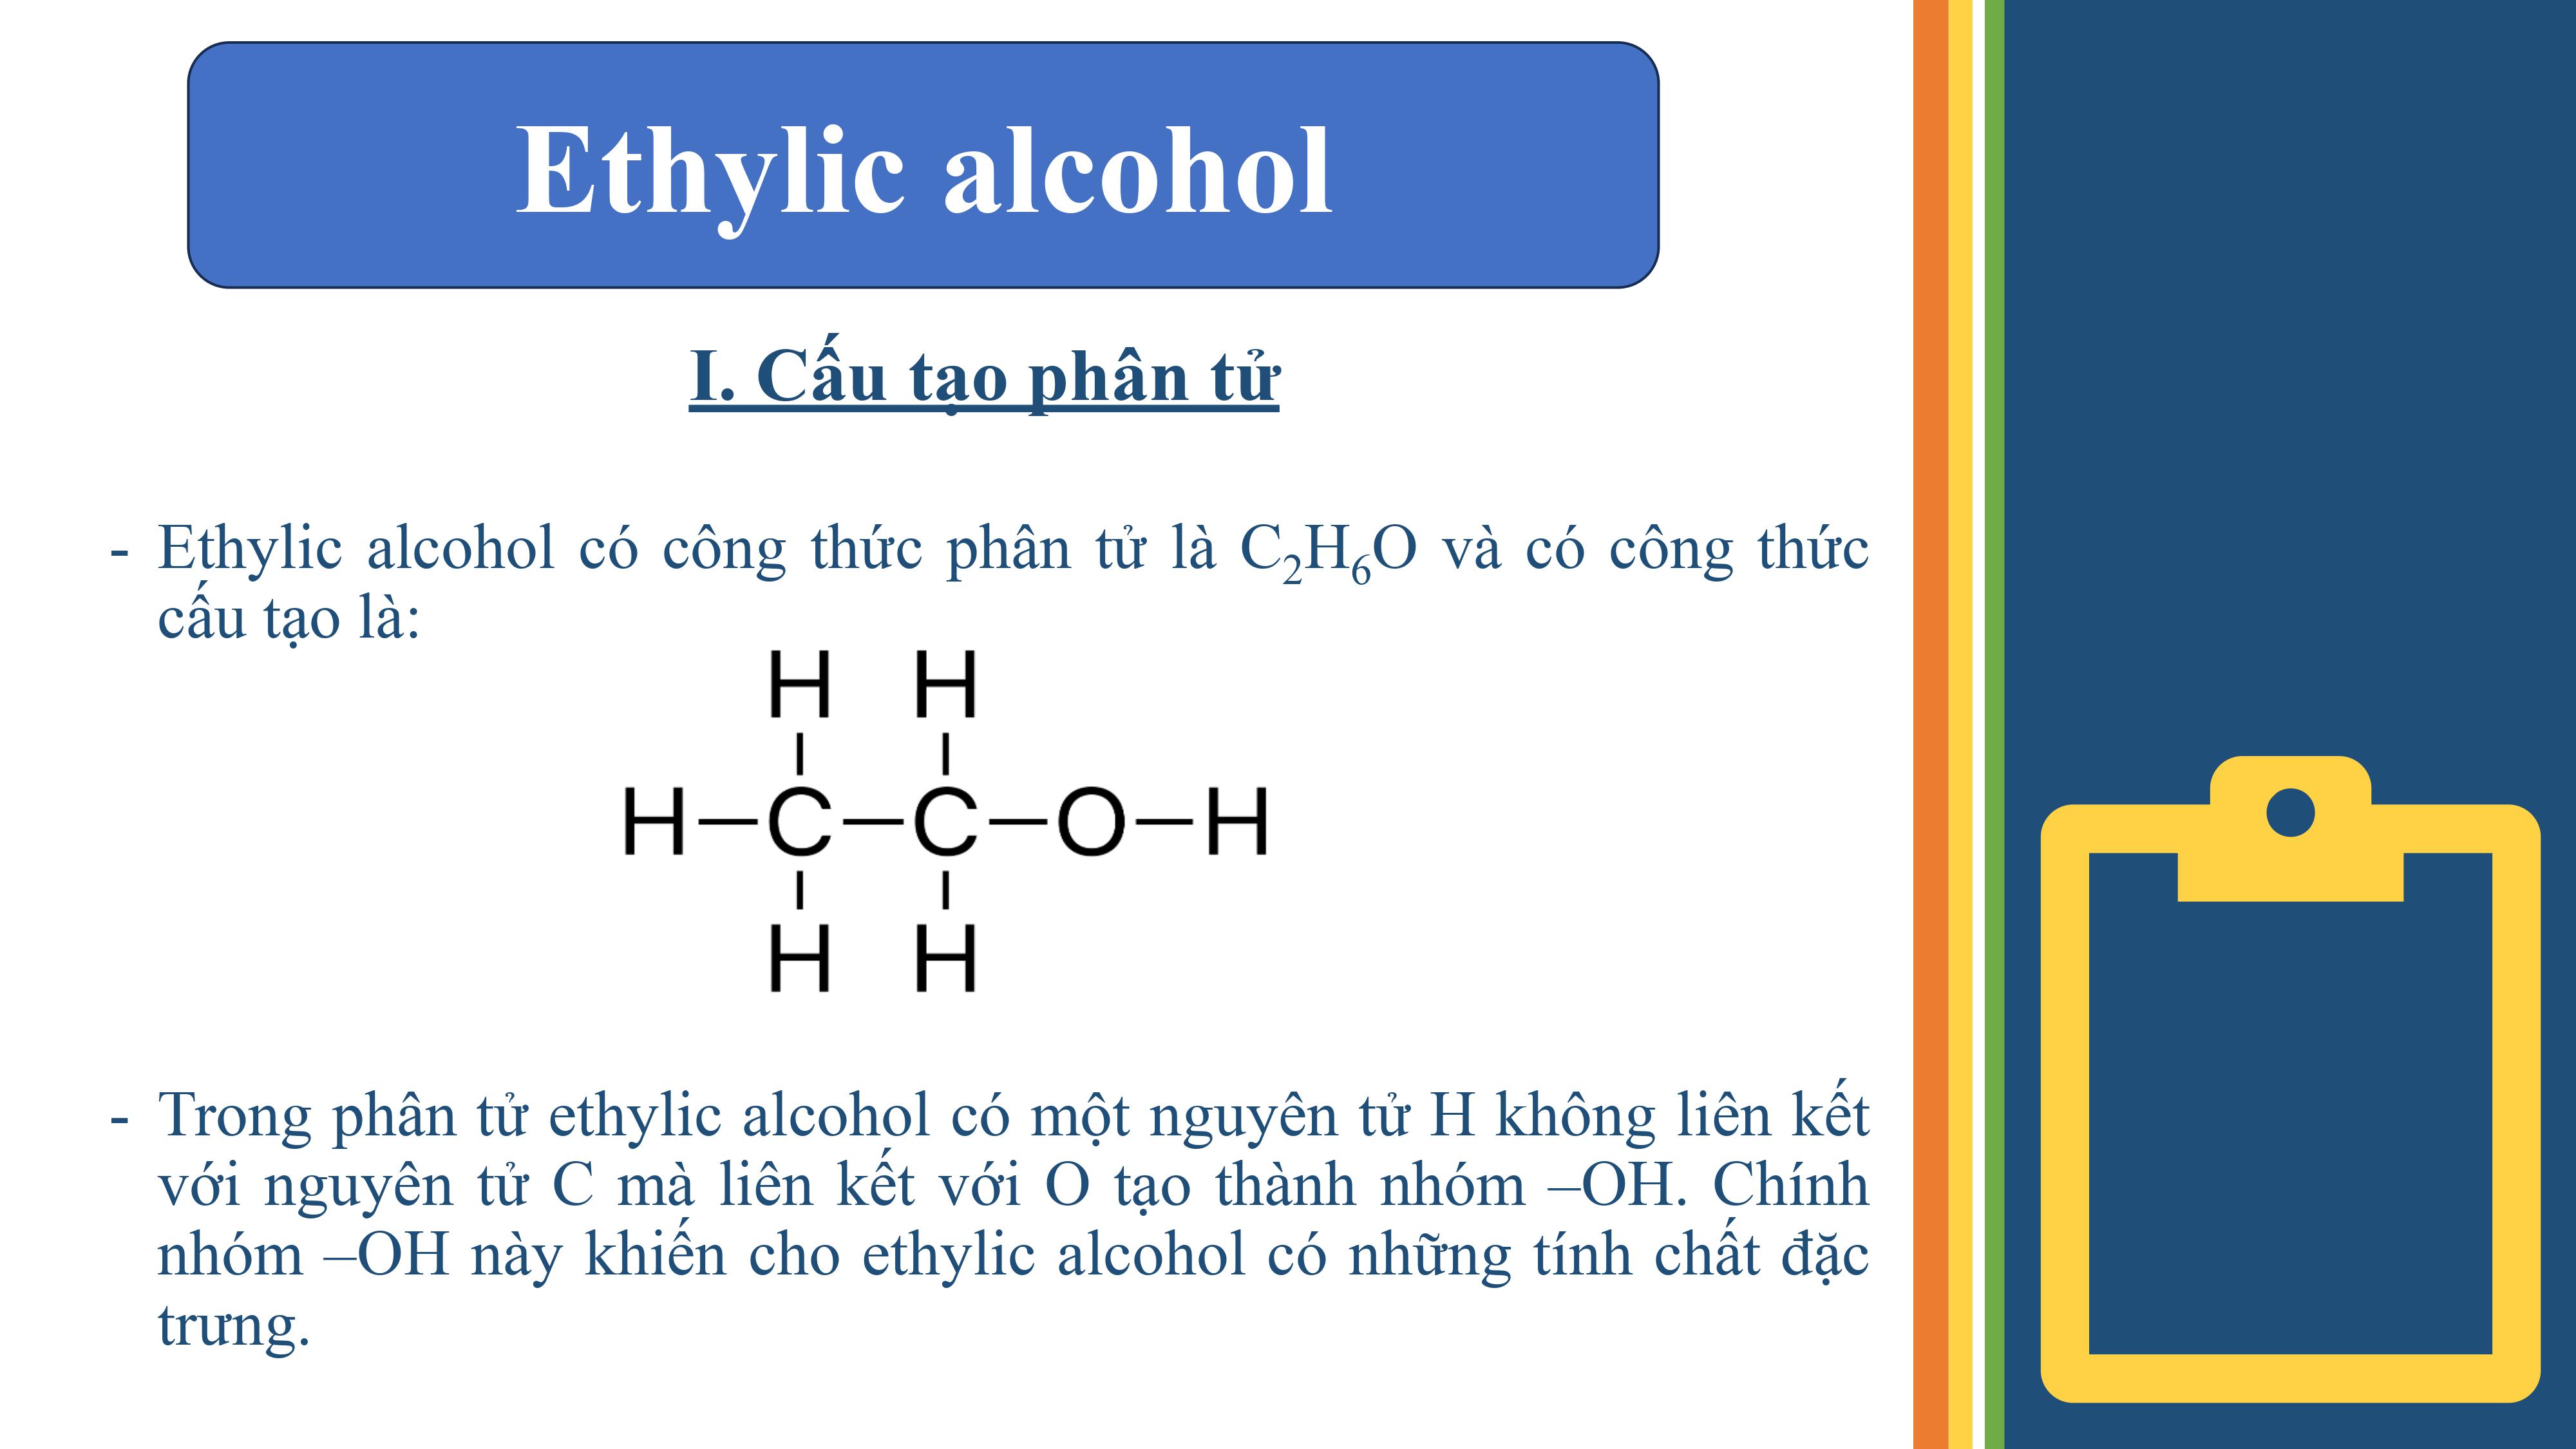 Ethylic alcohol
I. Cấu tạo phân tử
- Ethylic alcohol có công thức phân tử là C₂H₆O và có công thức
cấu tạo là:
H H
H—C—C—O—H
H H
- Trong phân tử ethylic alcohol có một nguyên tử H không liên kết
với nguyên tử C mà liên kết với O tạo thành nhóm –OH. Chính
nhóm –OH này khiến cho ethylic alcohol có những tính chất đặc
trưng.